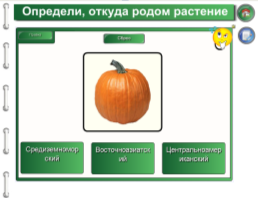 Определи, откуда родом растение
Средиземномор
ский
Восточноазиатск
ий
Центральноамер
иканский